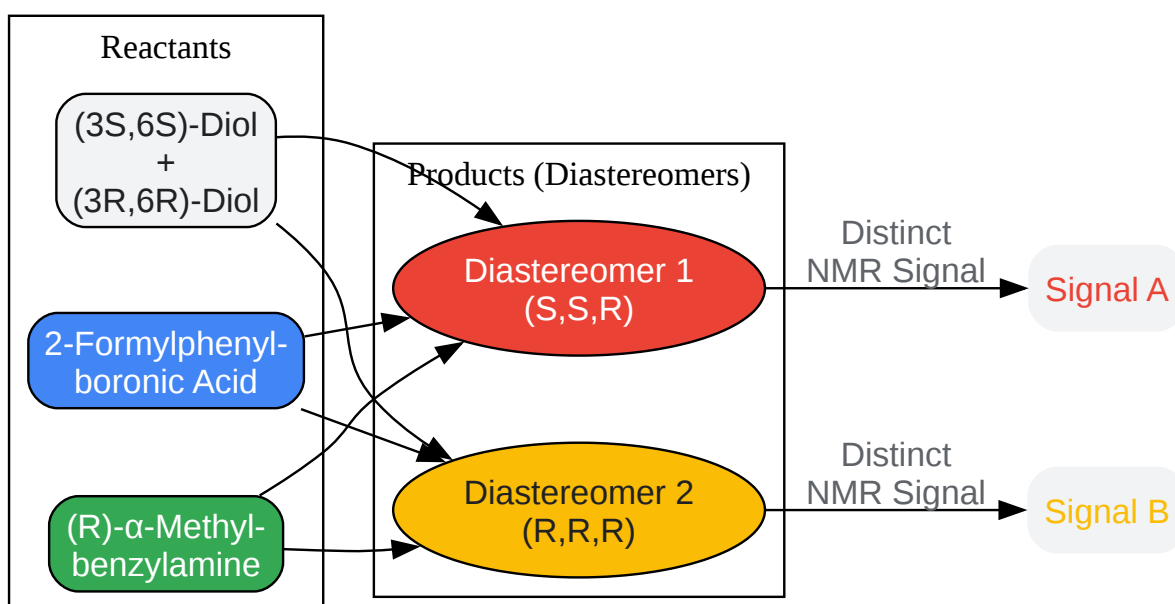 Reactants
(3S,6S)-Diol
+
(3R,6R)-Diol
2-Formylphenyl-
boronic Acid
(R)-α-Methyl-
benzylamine
Products (Diastereomers)
Diastereomer 1
(S,S,R)
Diastereomer 2
(R,R,R)
Distinct
NMR Signal
Signal A
Distinct
NMR Signal
Signal B